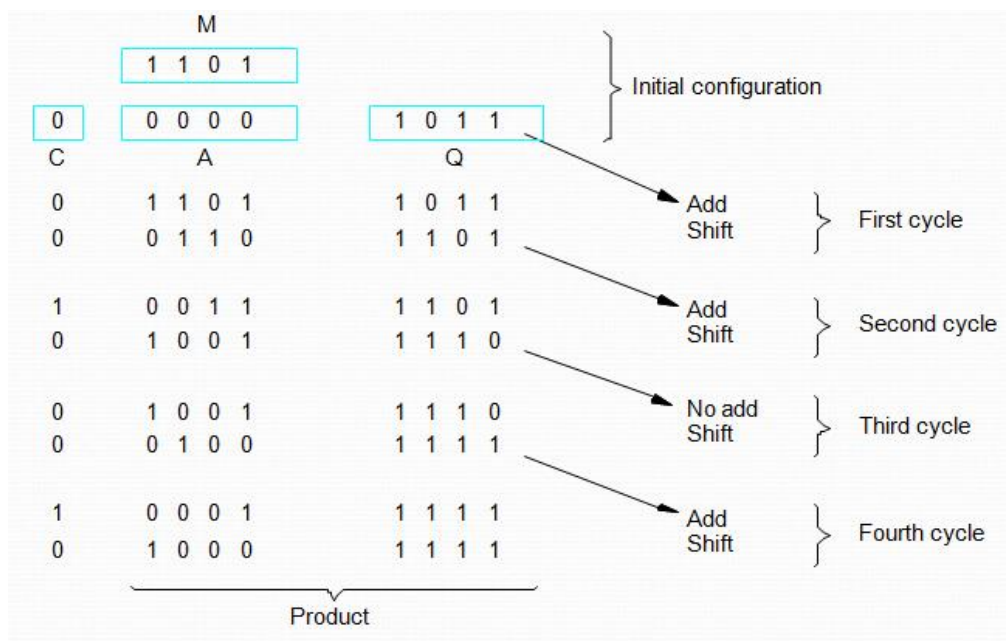 M
1 1 0 1
Initial configuration
0 0 0 0 0 1 0 1 1
C A Q
0 1 1 0 1 1 0 1 1 Add
First cycle
0 0 1 1 0 1 1 0 1 Shift
1 0 0 1 1 1 1 0 1 Add
Second cycle
0 1 0 0 1 1 1 1 0 Shift
0 1 0 0 1 1 1 1 0 No add
Third cycle
0 0 1 0 0 1 1 1 1 Shift
1 0 0 0 1 1 1 1 1 Add
Fourth cycle
0 1 0 0 0 1 1 1 1 Shift
Product